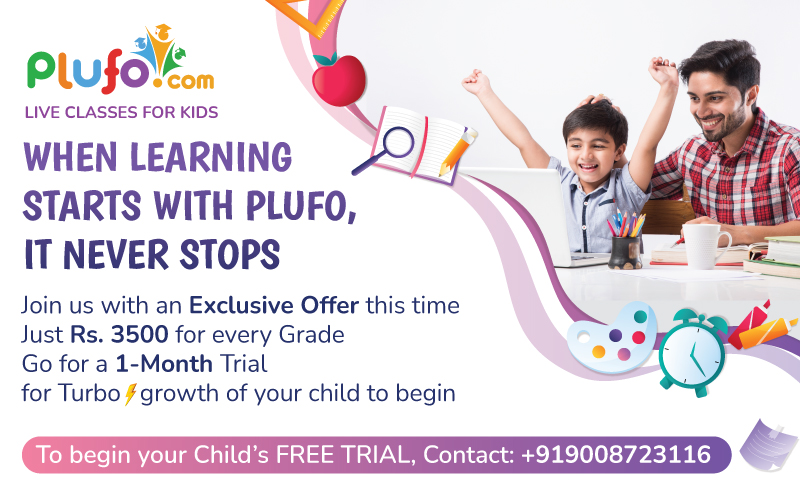 Plufo.com
LIVE CLASSES FOR KIDS
WHEN LEARNING
STARTS WITH PLUFO,
IT NEVER STOPS
Join us with an Exclusive Offer this time
Just Rs. 3500 for every Grade
Go for a 1-Month Trial
for Turbo growth of your child to begin
To begin your Child's FREE TRIAL, Contact: +919008723116